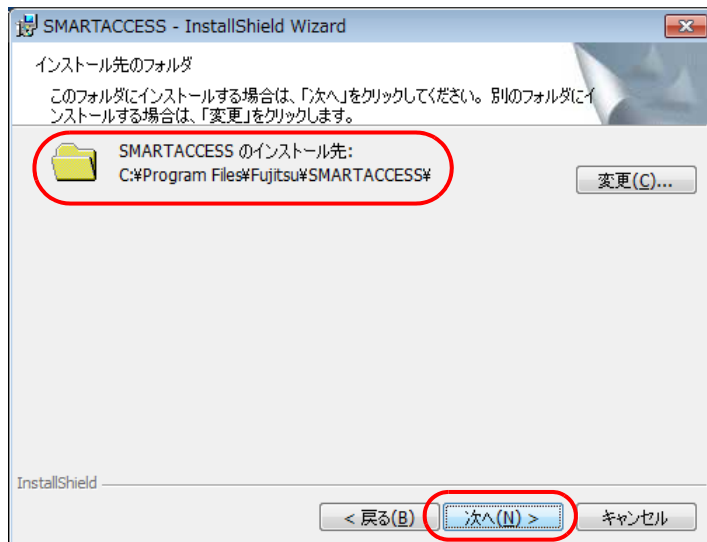 SMARTACCESS - InstallShield Wizard
インストール先のフォルダ
このフォルダにインストールする場合は、「次へ」をクリックしてください。別のフォルダにイ
ンストールする場合は、「変更」をクリックします。
SMARTACCESS のインストール先:
C:¥Program Files¥Fujitsu¥SMARTACCESS¥
変更(C)...
InstallShield
< 戻る(B)
次へ(N) >
キャンセル